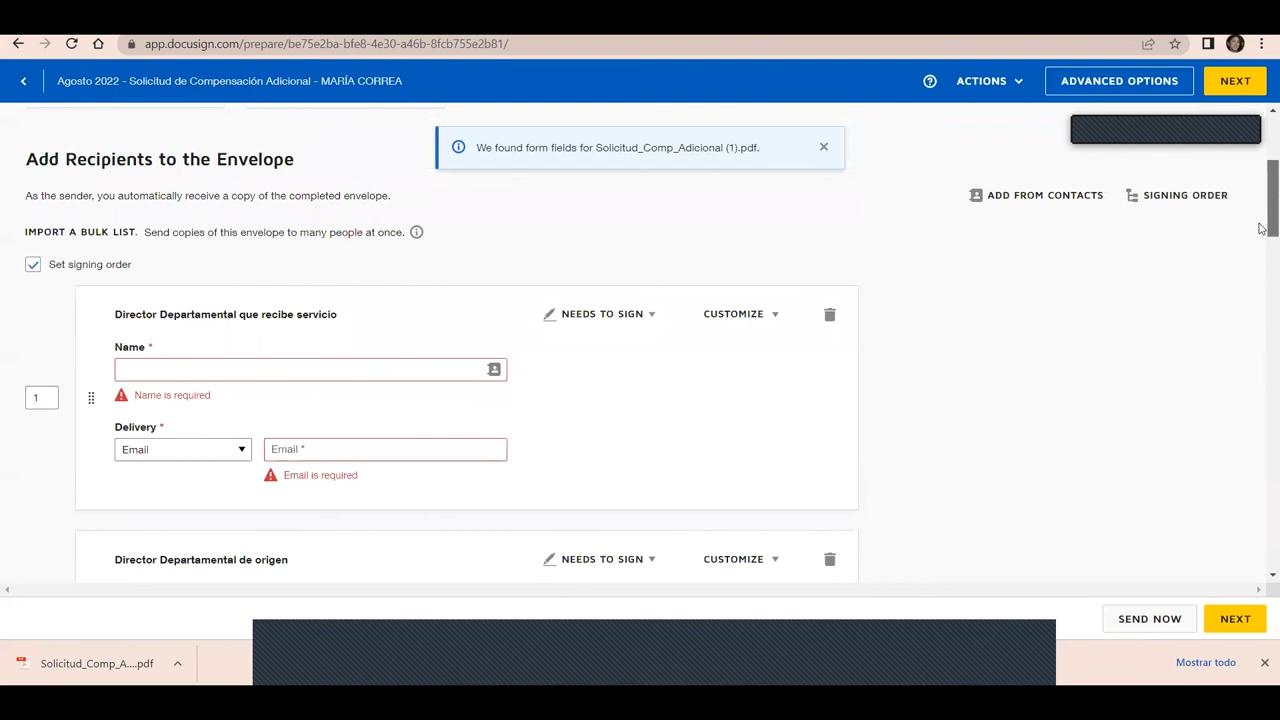 app.docusign.com/prepare/be75e2ba-bfe8-4e30-a46b-8fcb755e2b81/
Agosto 2022 - Solicitud de Compensación Adicional - MARÍA CORREA
ACTIONS
ADVANCED OPTIONS
NEXT
We found form fields for Solicitud_Comp_Adicional (1).pdf.
Add Recipients to the Envelope
As the sender, you automatically receive a copy of the completed envelope.
ADD FROM CONTACTS
SIGNING ORDER
IMPORT A BULK LIST. Send copies of this envelope to many people at once.
Set signing order
Director Departamental que recibe servicio
NEEDS TO SIGN
CUSTOMIZE
Name *
1
Name is required
Delivery *
Email
Email *
Email is required
Director Departamental de origen
NEEDS TO SIGN
CUSTOMIZE
SEND NOW
NEXT
Solicitud_Comp_A....pdf
Mostrar todo